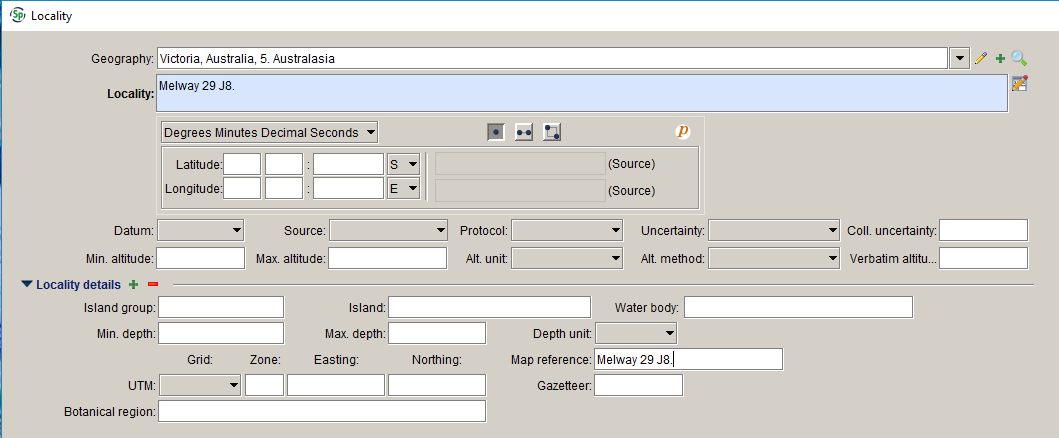 Sp Locality
Geography: Victoria, Australia, 5. Australasia
Locality: Melway 29 J8.
Degrees Minutes Decimal Seconds p
Latitude: : S (Source)
Longitude: : E (Source)
Datum: Source: Protocol: Uncertainty: Coll. uncertainty:
Min. altitude: Max. altitude: Alt. unit: Alt. method: Verbatim altitu...
Locality details
Island group: Island: Water body:
Min. depth: Max. depth: Depth unit:
Grid: Zone: Easting: Northing: Map reference: Melway 29 J8.
UTM: Gazetteer:
Botanical region: